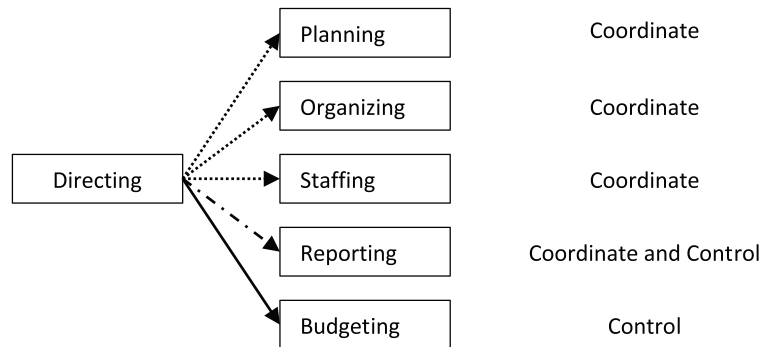 Planning
Coordinate
Organizing
Coordinate
Directing
Staffing
Coordinate
Reporting
Coordinate and Control
Budgeting
Control